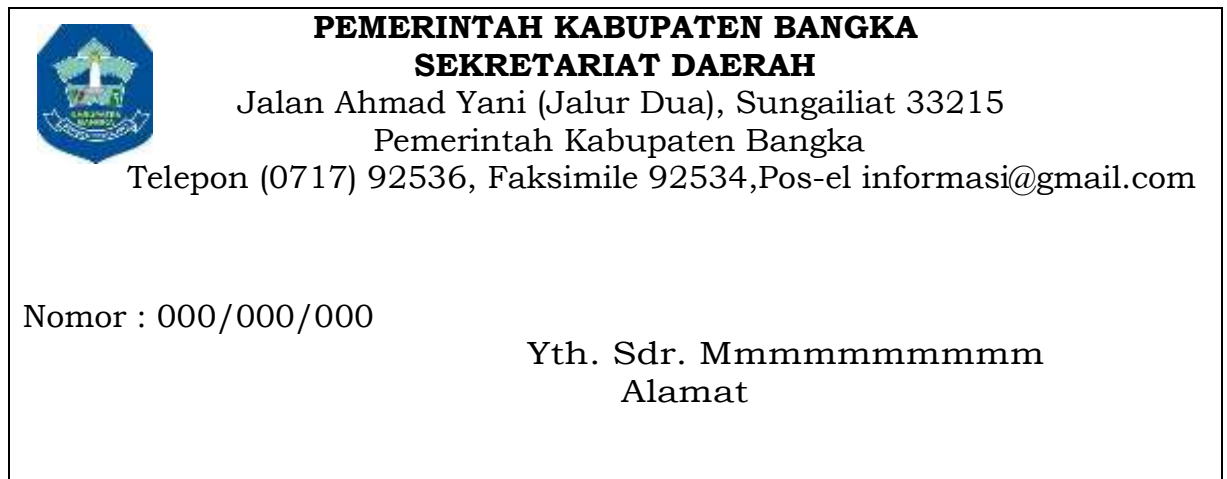 PEMERINTAH KABUPATEN BANGKA
SEKRETARIAT DAERAH
Jalan Ahmad Yani (Jalur Dua), Sungailiat 33215
Pemerintah Kabupaten Bangka
Telepon (0717) 92536, Faksimile 92534,Pos-el informasi@gmail.com
Nomor : 000/000/000
Yth. Sdr. Mmmmmmmmmm
Alamat